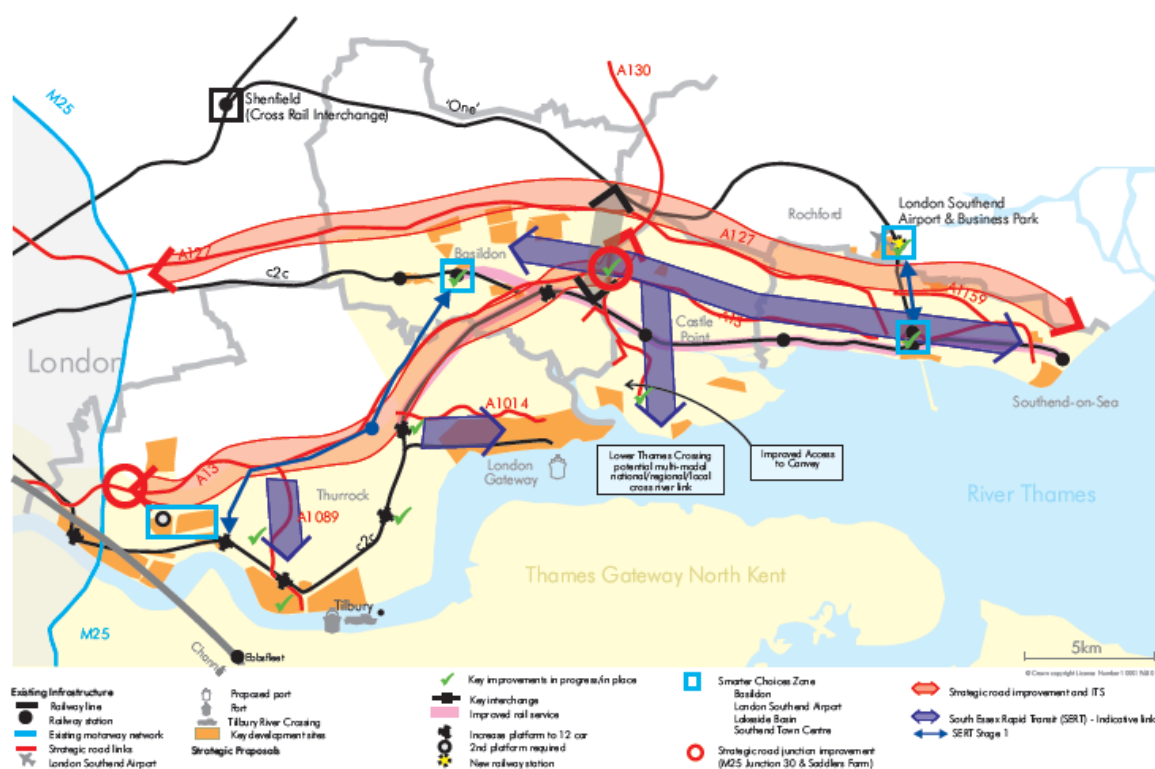 M25
Shenfield
(Cross Rail Interchange)
'One'
A130
London Southend
Airport & Business Park
Rochford
A127
A127
c2c
Basildon
A1159
A13
Castle
Point
London
Southend-on-Sea
A1014
London
Gateway
Lower Thames Crossing
potential multi-modal
national/regional/local
cross river link
Improved Access
to Canvey
River Thames
A13
Thurrock
A1089
c2c
Thames Gateway North Kent
Tilbury
M25
Channel
Ebbsfleet
5km
© Crown copyright License Number
Existing Infrastructure
Railway line
Railway station
Existing motorway network
Strategic road links
London Southend Airport
Proposed port
Port
Tilbury River Crossing
Key development sites
Strategic Proposals
Key improvements in progress/in place
Key interchange
Improved rail service
Increase platform to 12 car
2nd platform required
New railway station
Smarter Choices Zone
Basildon
London Southend Airport
Lakeside Basin
Southend Town Centre
Strategic road junction improvement
(M25 Junction 30 & Saddlers Farm)
Strategic road improvement and ITS
South Essex Rapid Transit (SERT) - Indicative link
SERT Stage 1